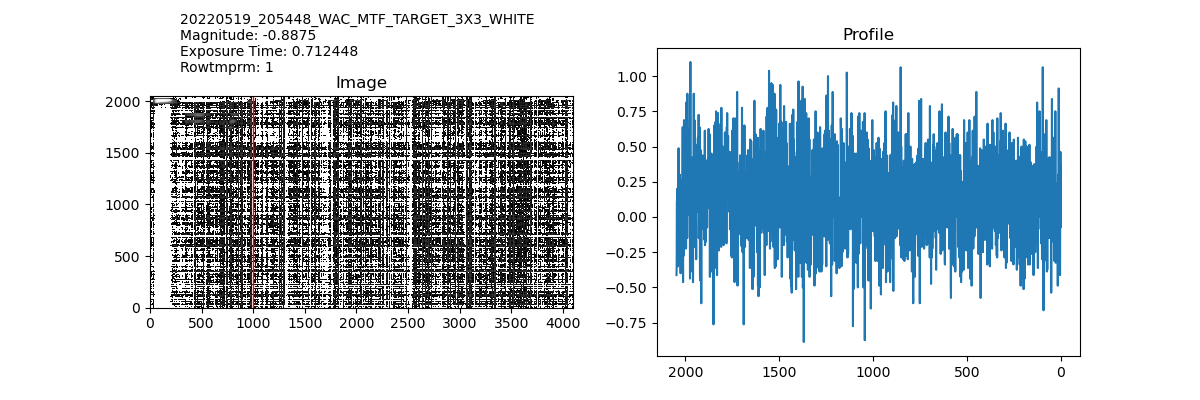 20220519_205448_WAC_MTF_TARGET_3X3_WHITE
Magnitude: -0.8875
Exposure Time: 0.712448
Rowtmprm: 1
Image
2000
1500
1000
500
0
0 500 1000 1500 2000 2500 3000 3500 4000
Profile
1.00
0.75
0.50
0.25
0.00
−0.25
−0.50
−0.75
2000 1500 1000 500 0